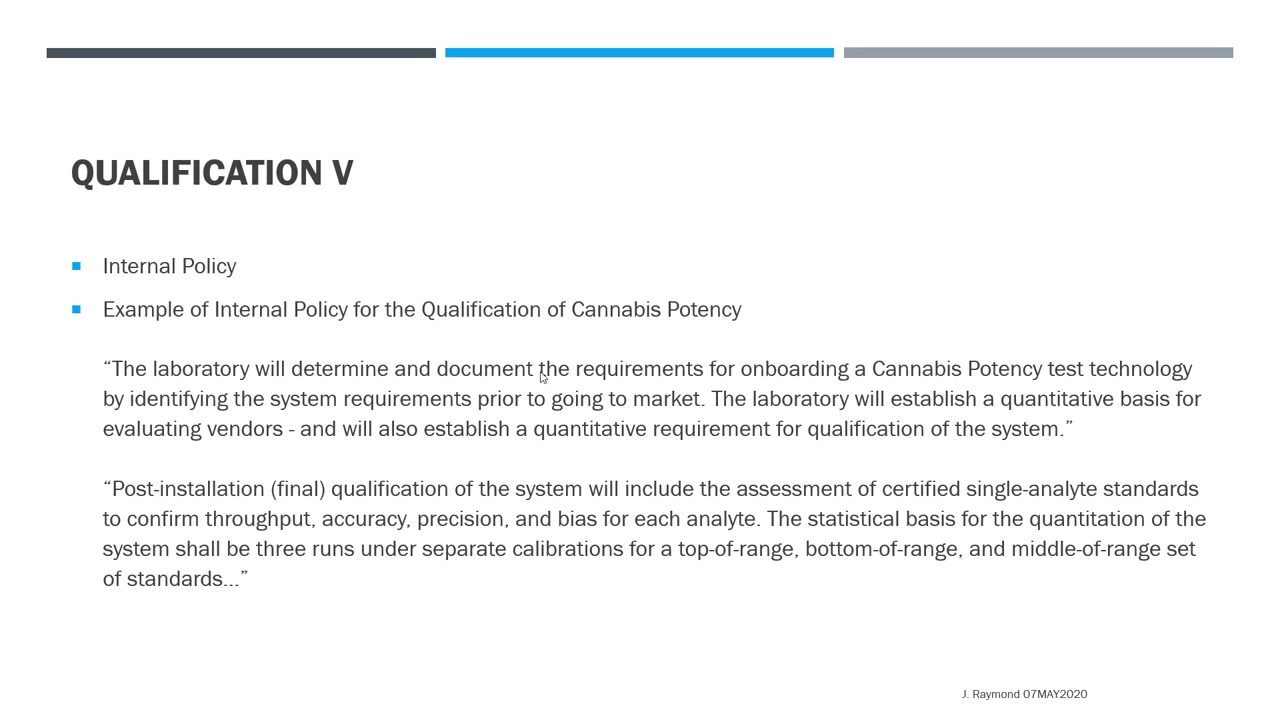 QUALIFICATION V
Internal Policy
Example of Internal Policy for the Qualification of Cannabis Potency
“The laboratory will determine and document the requirements for onboarding a Cannabis Potency test technology
by identifying the system requirements prior to going to market. The laboratory will establish a quantitative basis for
evaluating vendors - and will also establish a quantitative requirement for qualification of the system.”
“Post-installation (final) qualification of the system will include the assessment of certified single-analyte standards
to confirm throughput, accuracy, precision, and bias for each analyte. The statistical basis for the quantitation of the
system shall be three runs under separate calibrations for a top-of-range, bottom-of-range, and middle-of-range set
of standards...”
J. Raymond 07MAY2020